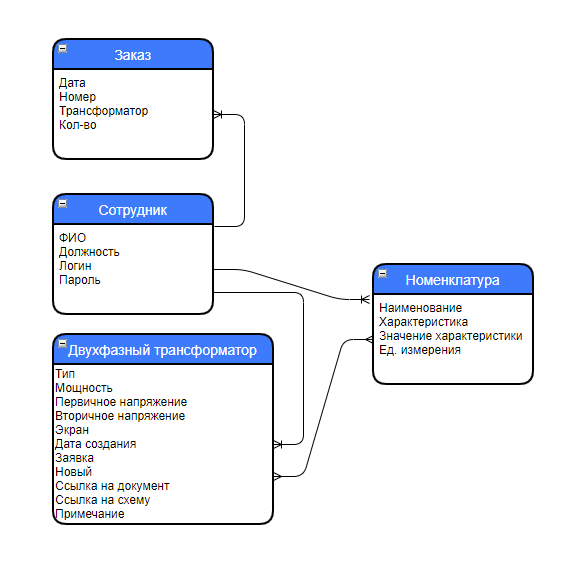 Заказ
Дата
Номер
Трансформатор
Кол-во
Сотрудник
ФИО
Должность
Логин
Пароль
Номенклатура
Наименование
Характеристика
Значение характеристики
Ед. измерения
Двухфазный трансформатор
Тип
Мощность
Первичное напряжение
Вторичное напряжение
Экран
Дата создания
Заявка
Новый
Ссылка на документ
Ссылка на схему
Примечание